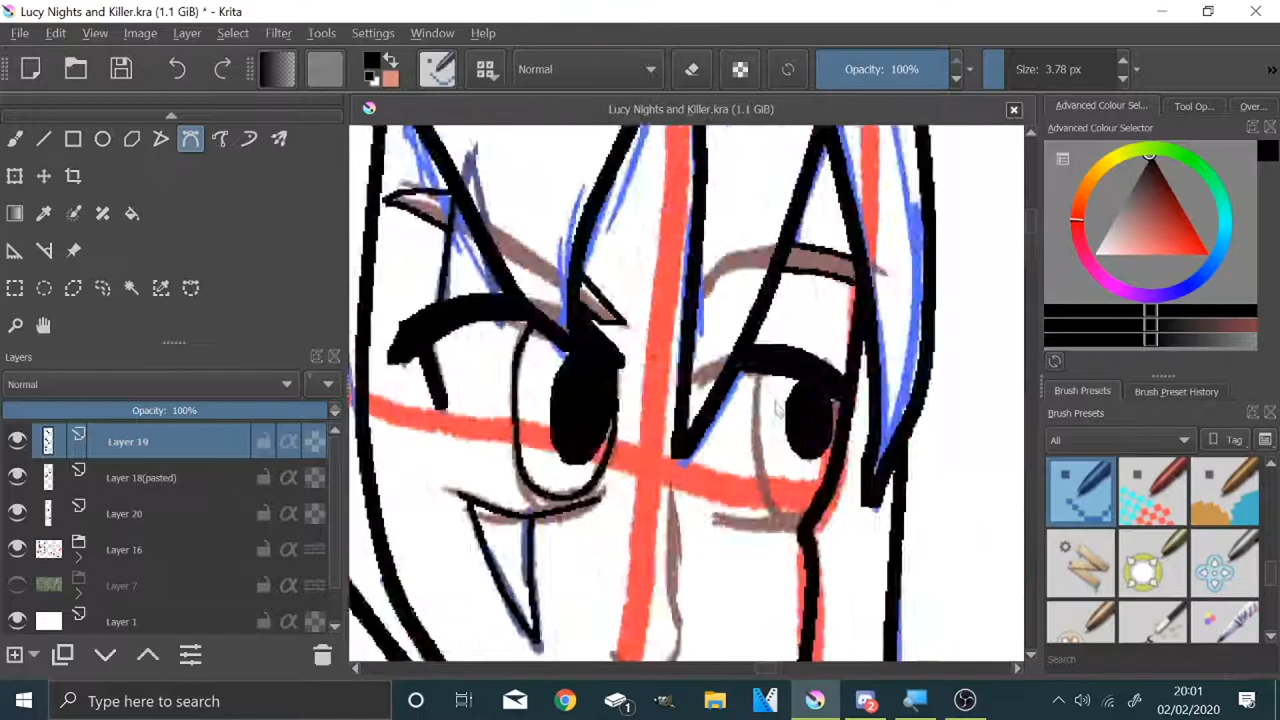 Lucy Nights and Killer.kra (1.1 GiB) * - Krita
File Edit View Image Layer Select Filter Tools Settings Window Help
Normal
Opacity: 100%
Size: 3.78 px
»
Lucy Nights and Killer.kra (1.1 GiB)
Advanced Colour Sel...
Tool Op...
Over...
Advanced Colour Selector
Layers
Normal
Opacity: 100%
Layer 19
Layer 18(pasted)
Layer 20
Layer 16
Layer 7
Layer 1
Brush Presets
Brush Preset History
Brush Presets
All
Tag
Search
Type here to search
1
2
20:01
02/02/2020